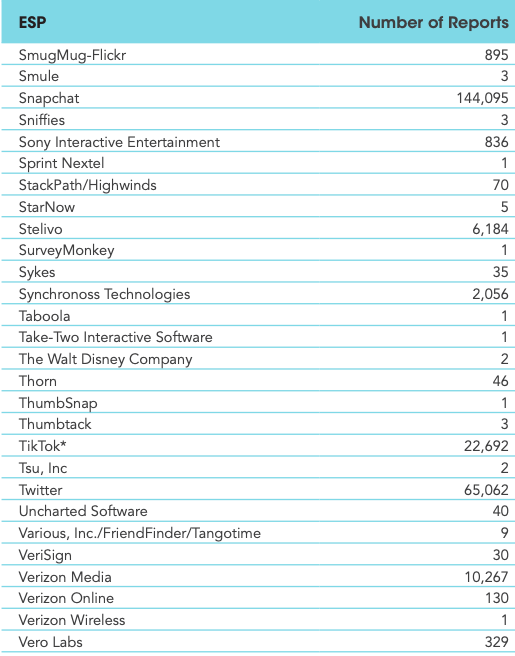 ESP Number of Reports
SmugMug-Flickr 895
Smule 3
Snapchat 144,095
Sniffies 3
Sony Interactive Entertainment 836
Sprint Nextel 1
StackPath/Highwinds 70
StarNow 5
Stelivo 6,184
SurveyMonkey 1
Sykes 35
Synchronoss Technologies 2,056
Taboola 1
Take-Two Interactive Software 1
The Walt Disney Company 2
Thorn 46
ThumbSnap 1
Thumbtack 3
TikTok* 22,692
Tsu, Inc 2
Twitter 65,062
Uncharted Software 40
Various, Inc./FriendFinder/Tangotime 9
VeriSign 30
Verizon Media 10,267
Verizon Online 130
Verizon Wireless 1
Vero Labs 329